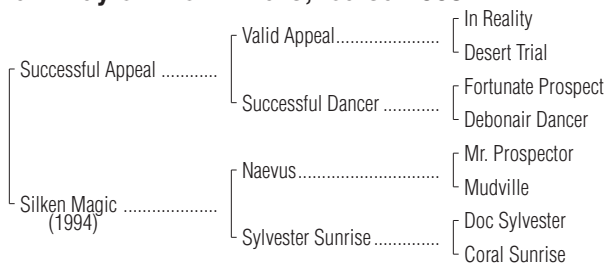 In Reality
Valid Appeal
Desert Trial
Successful Appeal
Fortunate Prospect
Successful Dancer
Debonair Dancer
Mr. Prospector
Naevus
Mudville
Silken Magic
(1994)
Doc Sylvester
Sylvester Sunrise
Coral Sunrise